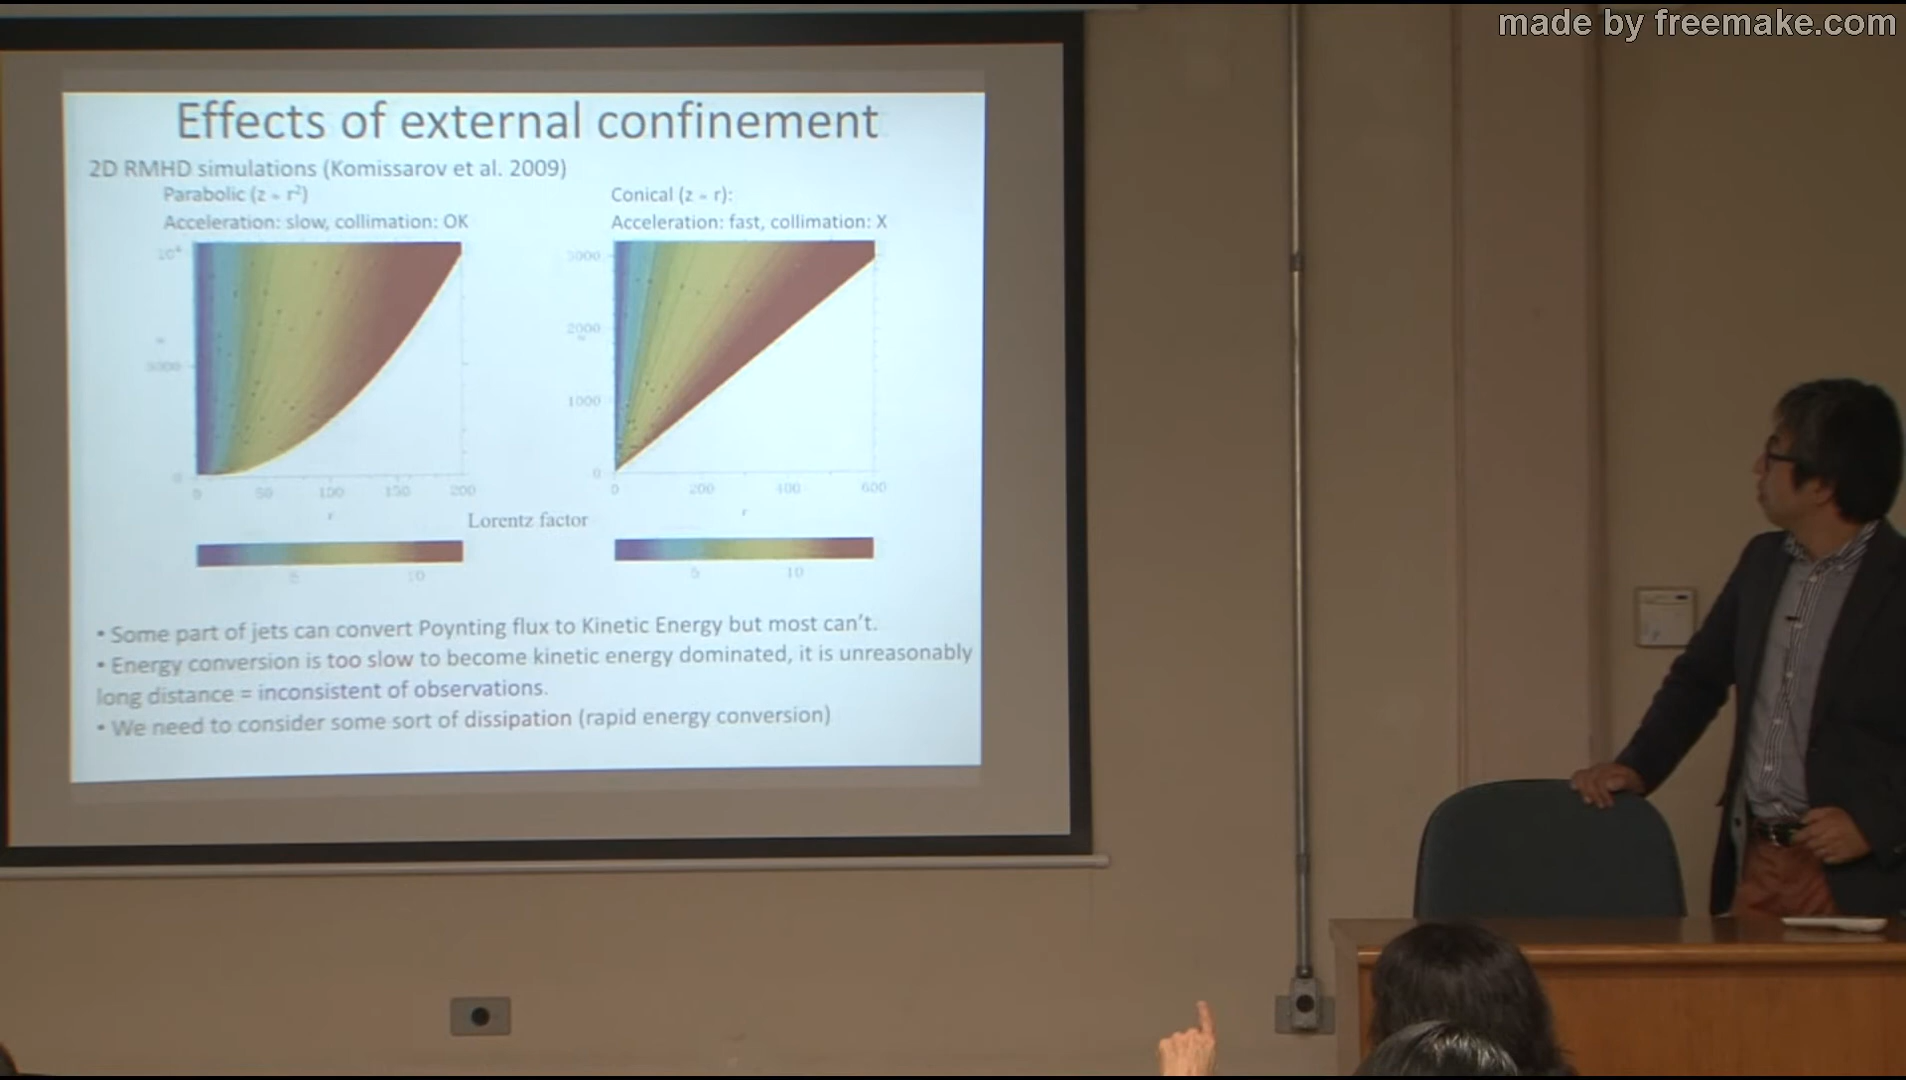 made by freemake.com
Effects of external confinement
2D RMHD simulations (Komissarov et al. 2009)
Parabolic (z ~ r²)
Acceleration: slow, collimation: OK
Conical (z ~ r):
Acceleration: fast, collimation: X
10⁴
5000
0
0 50 100 150 200
r
3000
2000
z
1000
0
0 200 400 600
r
Lorentz factor
5 10
5 10
• Some part of jets can convert Poynting flux to Kinetic Energy but most can't.
• Energy conversion is too slow to become kinetic energy dominated, it is unreasonably
long distance = inconsistent of observations.
• We need to consider some sort of dissipation (rapid energy conversion)